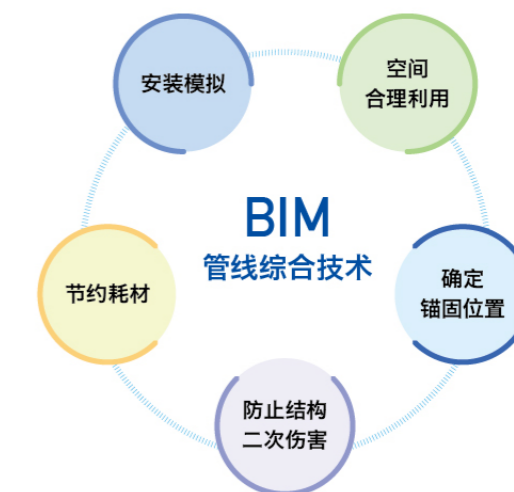 安装模拟
空间
合理利用
BIM
管线综合技术
节约耗材
确定
锚固位置
防止结构
二次伤害